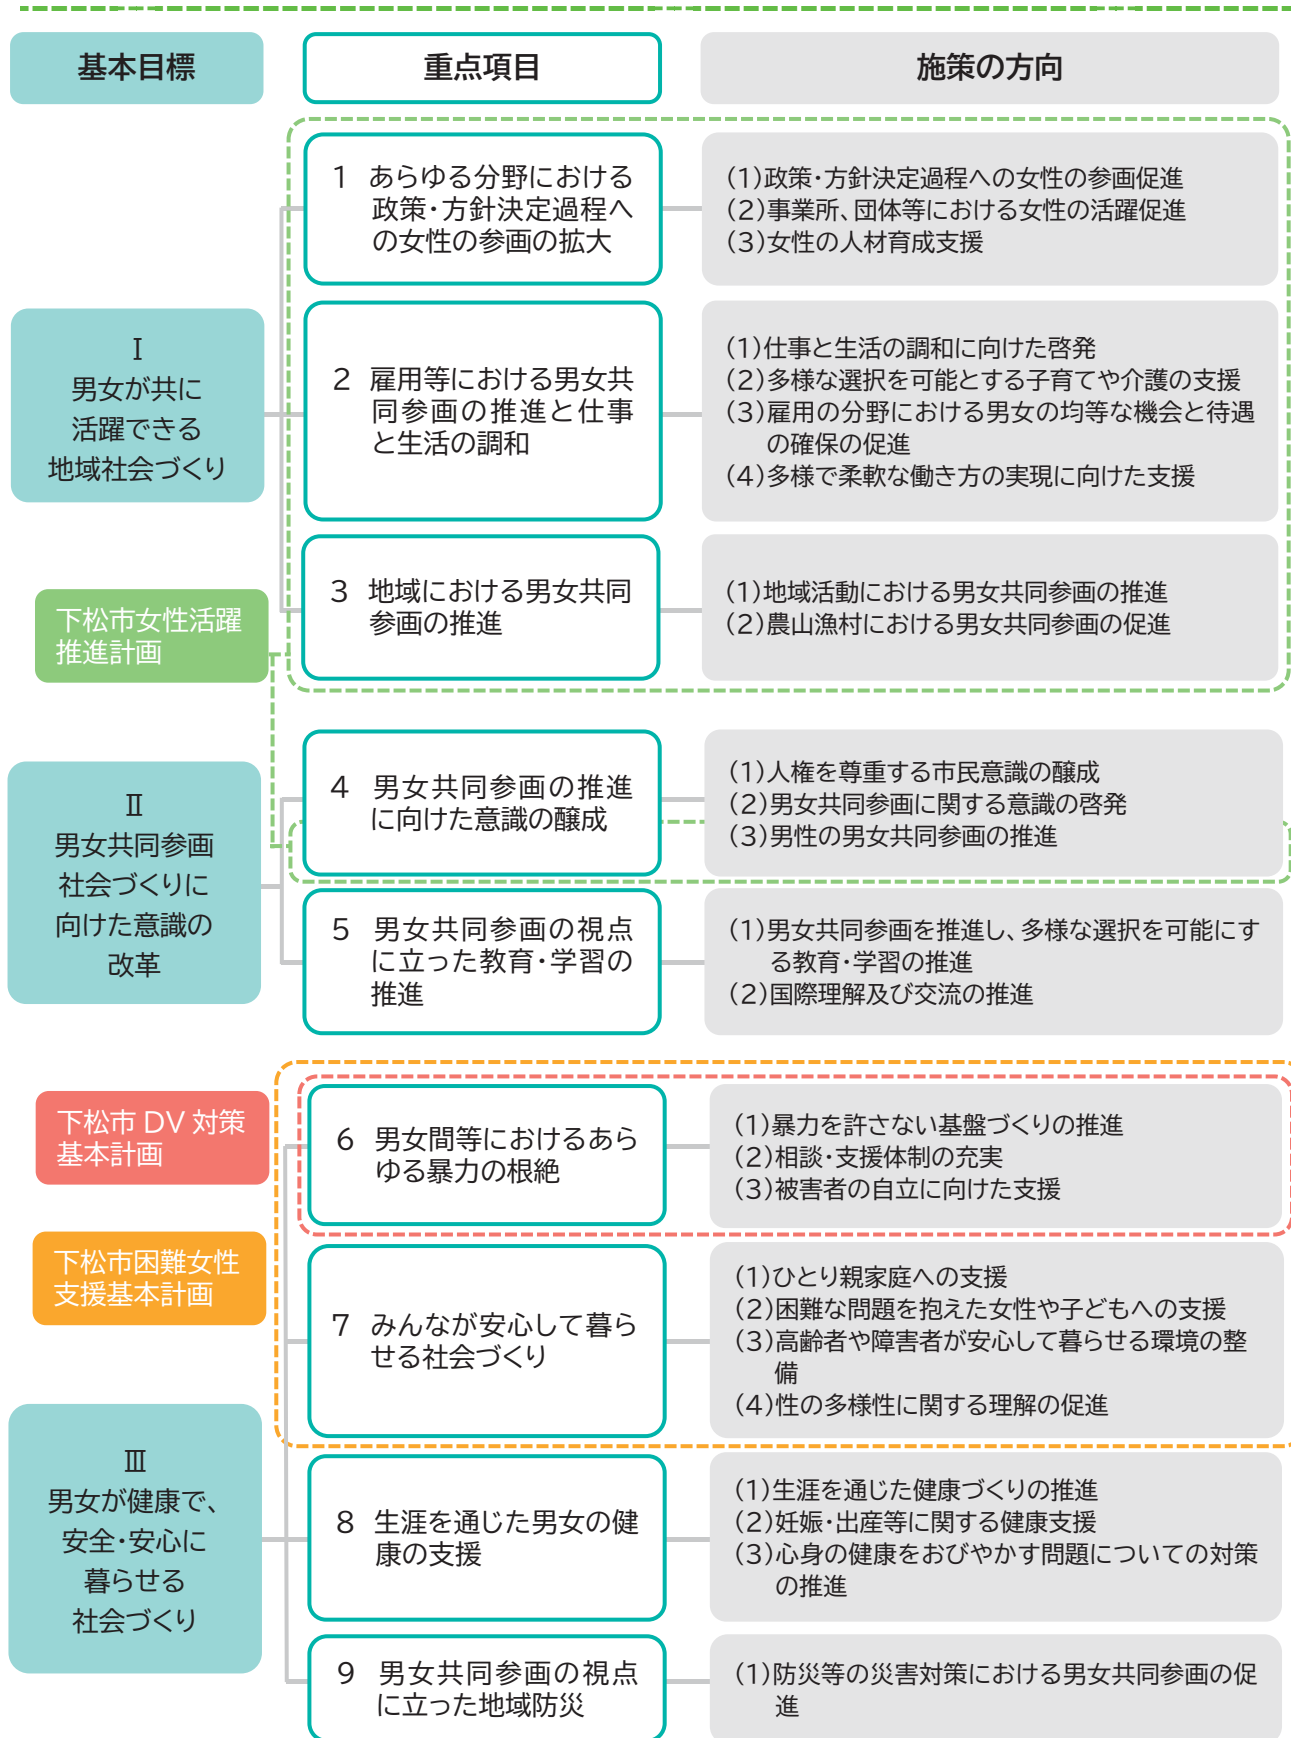 基本目標
重点項目
施策の方向
Ⅰ
男女が共に
活躍できる
地域社会づくり
1 あらゆる分野における
政策・方針決定過程へ
の女性の参画の拡大
(1)政策・方針決定過程への女性の参画促進
(2)事業所、団体等における女性の活躍促進
(3)女性の人材育成支援
2 雇用等における男女共
同参画の推進と仕事
と生活の調和
(1)仕事と生活の調和に向けた啓発
(2)多様な選択を可能とする子育てや介護の支援
(3)雇用の分野における男女の均等な機会と待遇
の確保の促進
(4)多様で柔軟な働き方の実現に向けた支援
3 地域における男女共同
参画の推進
(1)地域活動における男女共同参画の推進
(2)農山漁村における男女共同参画の促進
下松市女性活躍
推進計画
Ⅱ
男女共同参画
社会づくりに
向けた意識の
改革
4 男女共同参画の推進
に向けた意識の醸成
(1)人権を尊重する市民意識の醸成
(2)男女共同参画に関する意識の啓発
(3)男性の男女共同参画の推進
5 男女共同参画の視点
に立った教育・学習の
推進
(1)男女共同参画を推進し、多様な選択を可能にす
る教育・学習の推進
(2)国際理解及び交流の推進
下松市 DV 対策
基本計画
下松市困難女性
支援基本計画
Ⅲ
男女が健康で、
安全・安心に
暮らせる
社会づくり
6 男女間等におけるあら
ゆる暴力の根絶
(1)暴力を許さない基盤づくりの推進
(2)相談・支援体制の充実
(3)被害者の自立に向けた支援
7 みんなが安心して暮ら
せる社会づくり
(1)ひとり親家庭への支援
(2)困難な問題を抱えた女性や子どもへの支援
(3)高齢者や障害者が安心して暮らせる環境の整
備
(4)性の多様性に関する理解の促進
8 生涯を通じた男女の健
康の支援
(1)生涯を通じた健康づくりの推進
(2)妊娠・出産等に関する健康支援
(3)心身の健康をおびやかす問題についての対策
の推進
9 男女共同参画の視点
に立った地域防災
(1)防災等の災害対策における男女共同参画の促
進